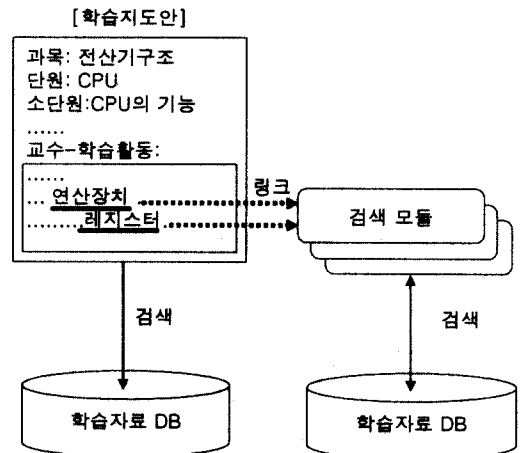 [학습지도안]
과목: 전산기구조
단원: CPU
소단원:CPU의 기능
......
교수-학습활동:
......
... 연산장치
링크
........레지스터
검색 모듈
검색
검색
학습자료 DB
학습자료 DB